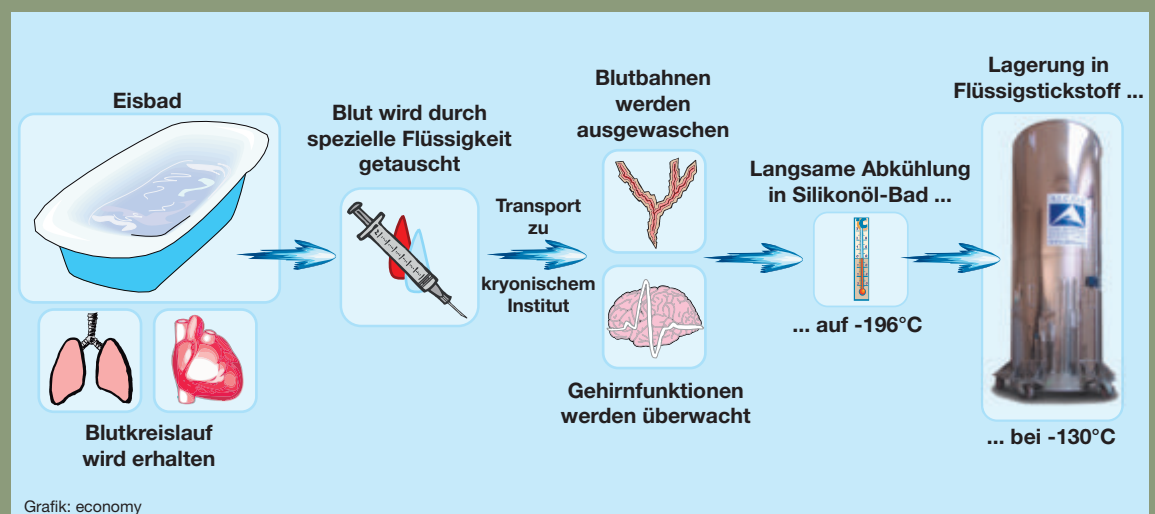 Eisbad
Blutkreislauf
wird erhalten
Blut wird durch
spezielle Flüssigkeit
getauscht
Transport
zu
kryonischem
Institut
Blutbahnen
werden
ausgewaschen
Gehirnfunktionen
werden überwacht
Langsame Abkühlung
in Silikonöl-Bad ...
... auf -196°C
Lagerung in
Flüssigstickstoff ...
... bei -130°C
Grafik: economy